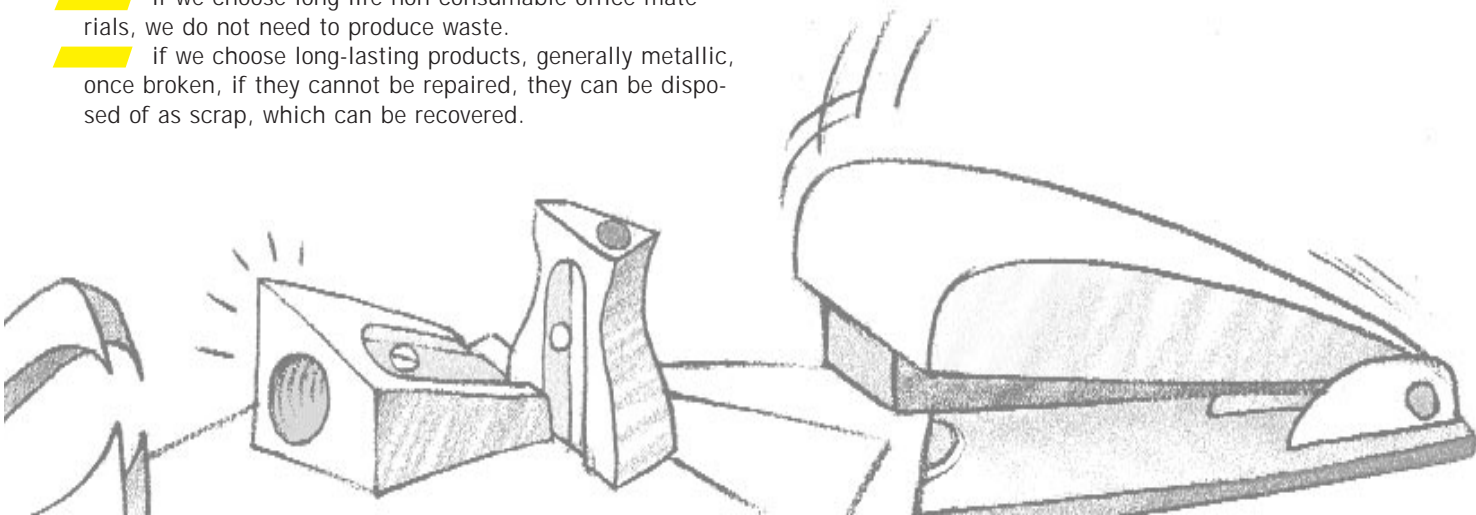 if we choose long-life non-consumable office mate-
rials, we do not need to produce waste.
if we choose long-lasting products, generally metallic,
once broken, if they cannot be repaired, they can be dispo-
sed of as scrap, which can be recovered.